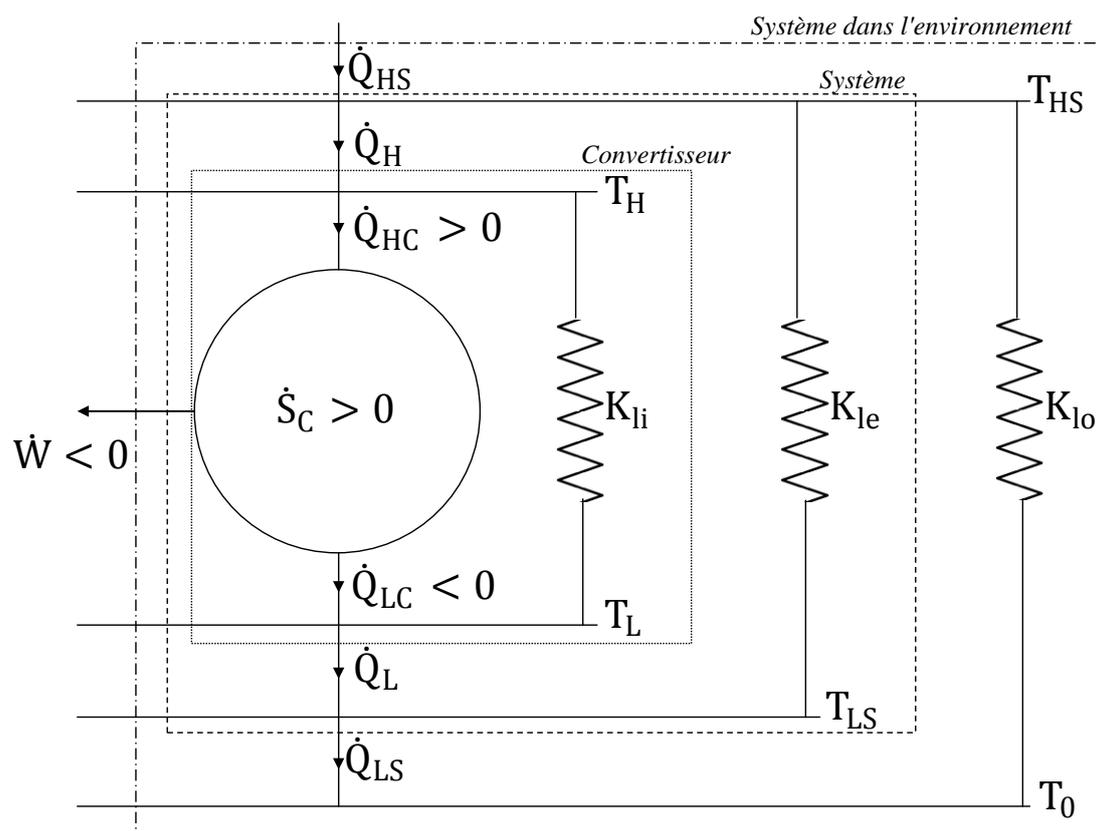 Système dans l'environnement
Q̇HS
Système
THS
Q̇H
Convertisseur
TH
Q̇HC > 0
ṠC > 0
Kli
Kle
Klo
Ẇ < 0
Q̇LC < 0
TL
Q̇L
TLS
Q̇LS
T0